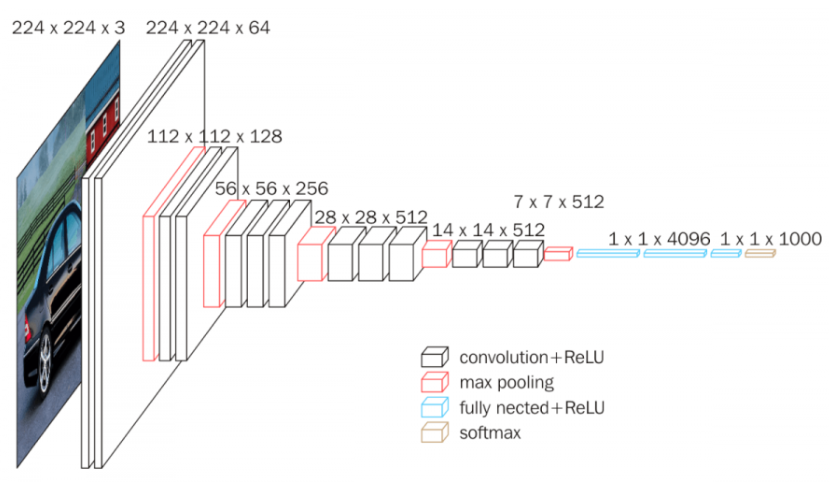 224 x 224 x 3
224 x 224 x 64
112 x 112 x 128
56 x 56 x 256
28 x 28 x 512
14 x 14 x 512
7 x 7 x 512
1 x 1 x 4096
1 x 1 x 1000
convolution+ReLU
max pooling
fully nected+ReLU
softmax